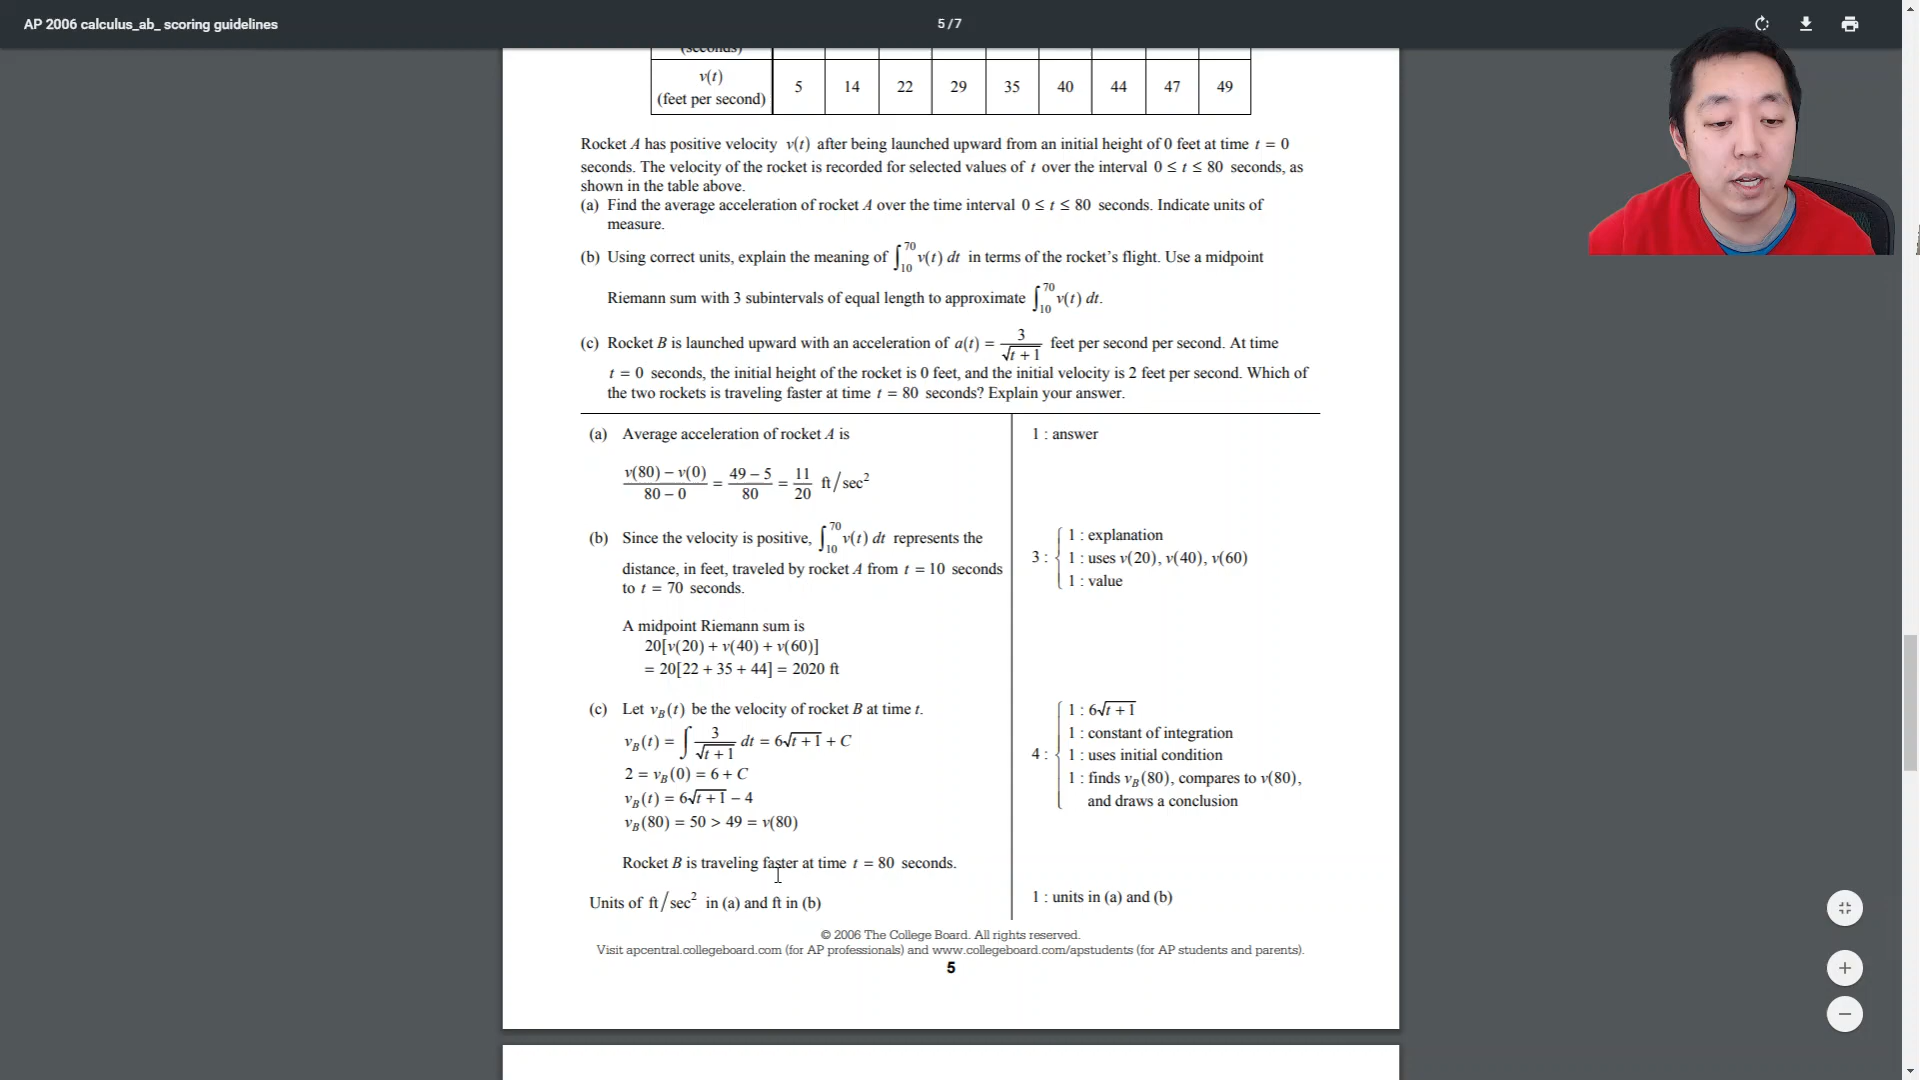 AP 2006 calculus_ab_ scoring guidelines
5 / 7
(seconds)
v(t)
(feet per second) 5 14 22 29 35 40 44 47 49
Rocket A has positive velocity v(t) after being launched upward from an initial height of 0 feet at time t = 0
seconds. The velocity of the rocket is recorded for selected values of t over the interval 0 ≤ t ≤ 80 seconds, as
shown in the table above.
(a) Find the average acceleration of rocket A over the time interval 0 ≤ t ≤ 80 seconds. Indicate units of
measure.
(b) Using correct units, explain the meaning of ∫₁₀⁷⁰ v(t) dt in terms of the rocket's flight. Use a midpoint
Riemann sum with 3 subintervals of equal length to approximate ∫₁₀⁷⁰ v(t) dt.
(c) Rocket B is launched upward with an acceleration of a(t) = 3/√(t + 1) feet per second per second. At time
t = 0 seconds, the initial height of the rocket is 0 feet, and the initial velocity is 2 feet per second. Which of
the two rockets is traveling faster at time t = 80 seconds? Explain your answer.
(a) Average acceleration of rocket A is
(v(80) − v(0))/(80 − 0) = (49 − 5)/80 = 11/20 ft/sec²
1 : answer
(b) Since the velocity is positive, ∫₁₀⁷⁰ v(t) dt represents the
distance, in feet, traveled by rocket A from t = 10 seconds
to t = 70 seconds.
A midpoint Riemann sum is
20[v(20) + v(40) + v(60)]
= 20[22 + 35 + 44] = 2020 ft
3 :
1 : explanation
1 : uses v(20), v(40), v(60)
1 : value
(c) Let v_B(t) be the velocity of rocket B at time t.
v_B(t) = ∫ 3/√(t + 1) dt = 6√(t + 1) + C
2 = v_B(0) = 6 + C
v_B(t) = 6√(t + 1) − 4
v_B(80) = 50 > 49 = v(80)
Rocket B is traveling faster at time t = 80 seconds.
4 :
1 : 6√(t + 1)
1 : constant of integration
1 : uses initial condition
1 : finds v_B(80), compares to v(80),
and draws a conclusion
Units of ft/sec² in (a) and ft in (b)
1 : units in (a) and (b)
© 2006 The College Board. All rights reserved.
Visit apcentral.collegeboard.com (for AP professionals) and www.collegeboard.com/apstudents (for AP students and parents).
5